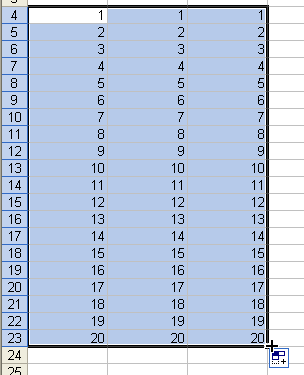 4 1 1 1
5 2 2 2
6 3 3 3
7 4 4 4
8 5 5 5
9 6 6 6
10 7 7 7
11 8 8 8
12 9 9 9
13 10 10 10
14 11 11 11
15 12 12 12
16 13 13 13
17 14 14 14
18 15 15 15
19 16 16 16
20 17 17 17
21 18 18 18
22 19 19 19
23 20 20 20
24